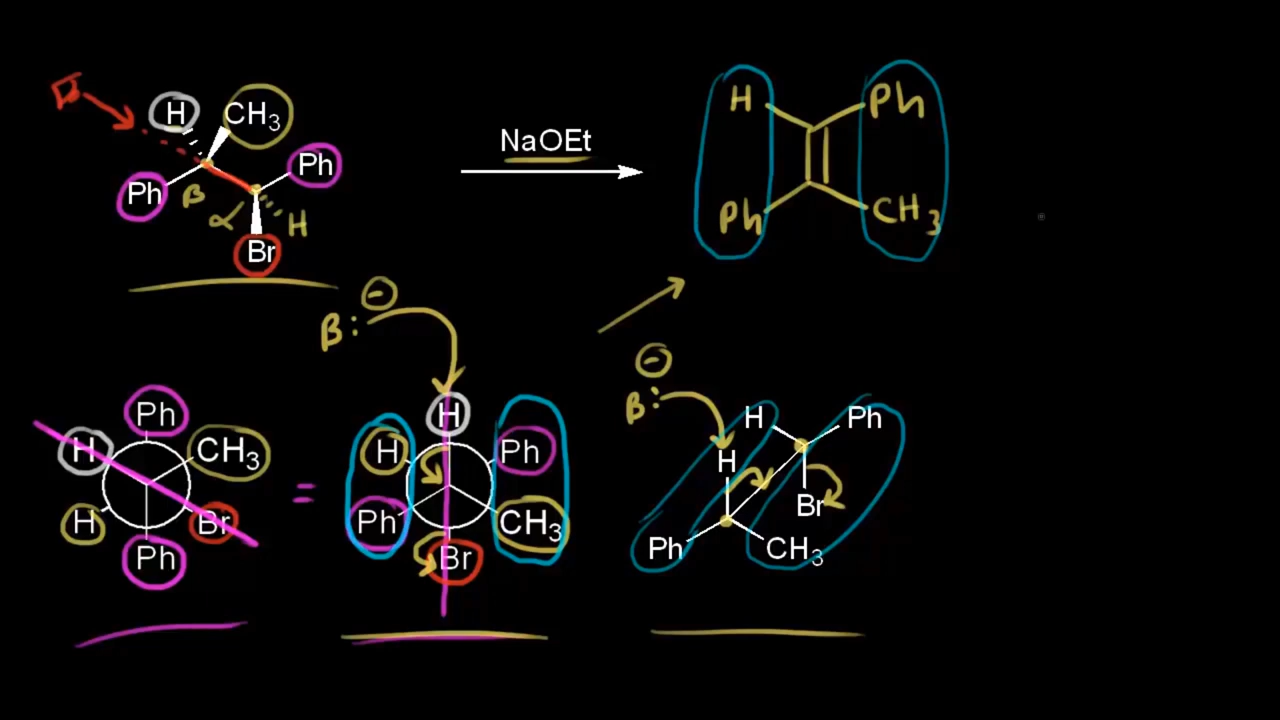 H CH₃
Ph Ph
β
α H
Br
NaOEt
H Ph
Ph CH₃
B: ⊖
Ph
H CH₃
H Br
Ph
=
H
H Ph
Ph CH₃
Br
B: ⊖
H Ph
H
Br
Ph CH₃